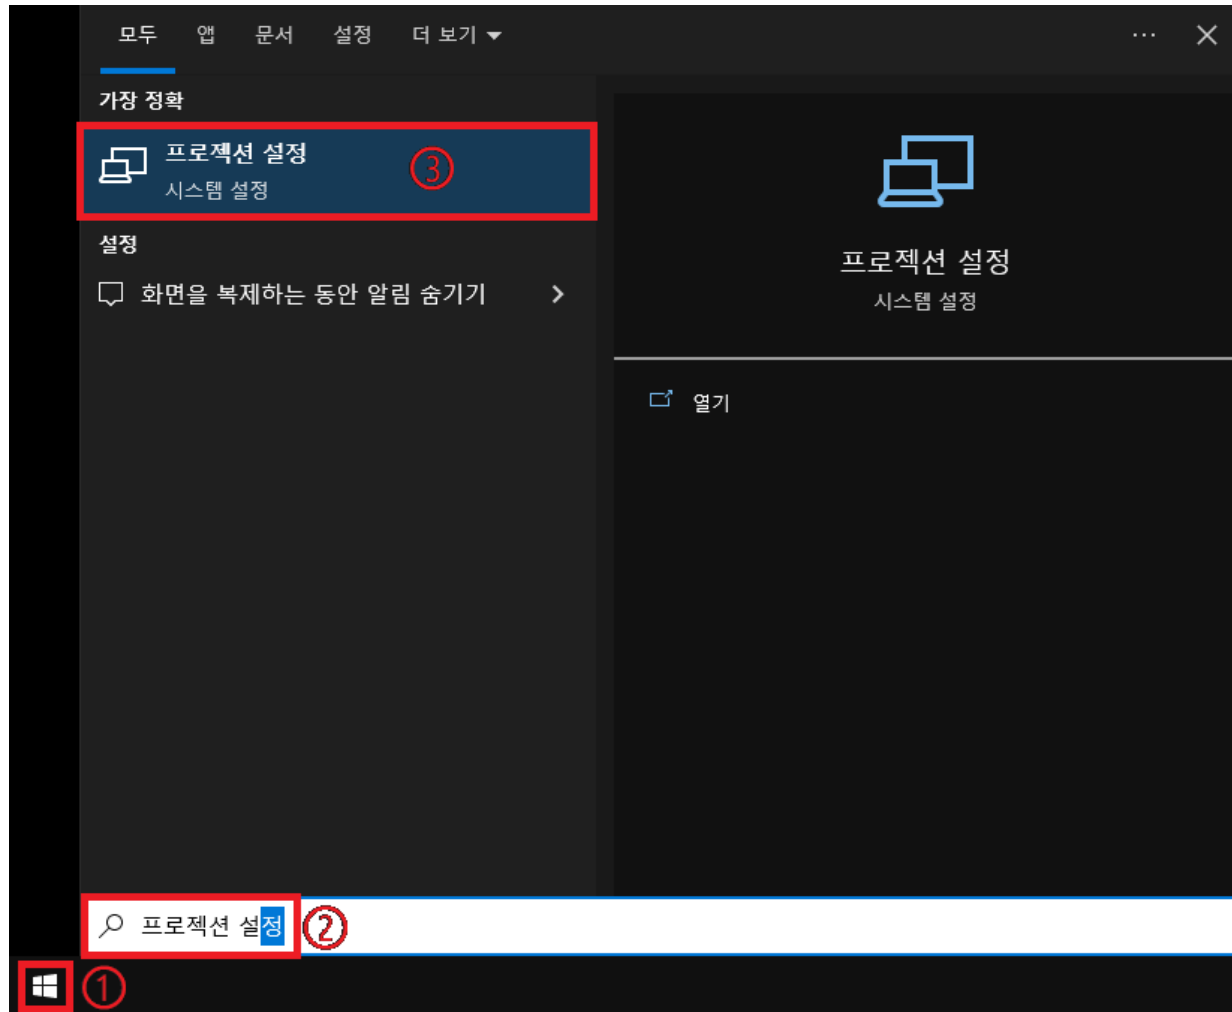 모두 앱 문서 설정 더 보기
가장 정확
프로젝션 설정
시스템 설정
③
설정
화면을 복제하는 동안 알림 숨기기
프로젝션 설정
시스템 설정
열기
프로젝션 설정 ②
①